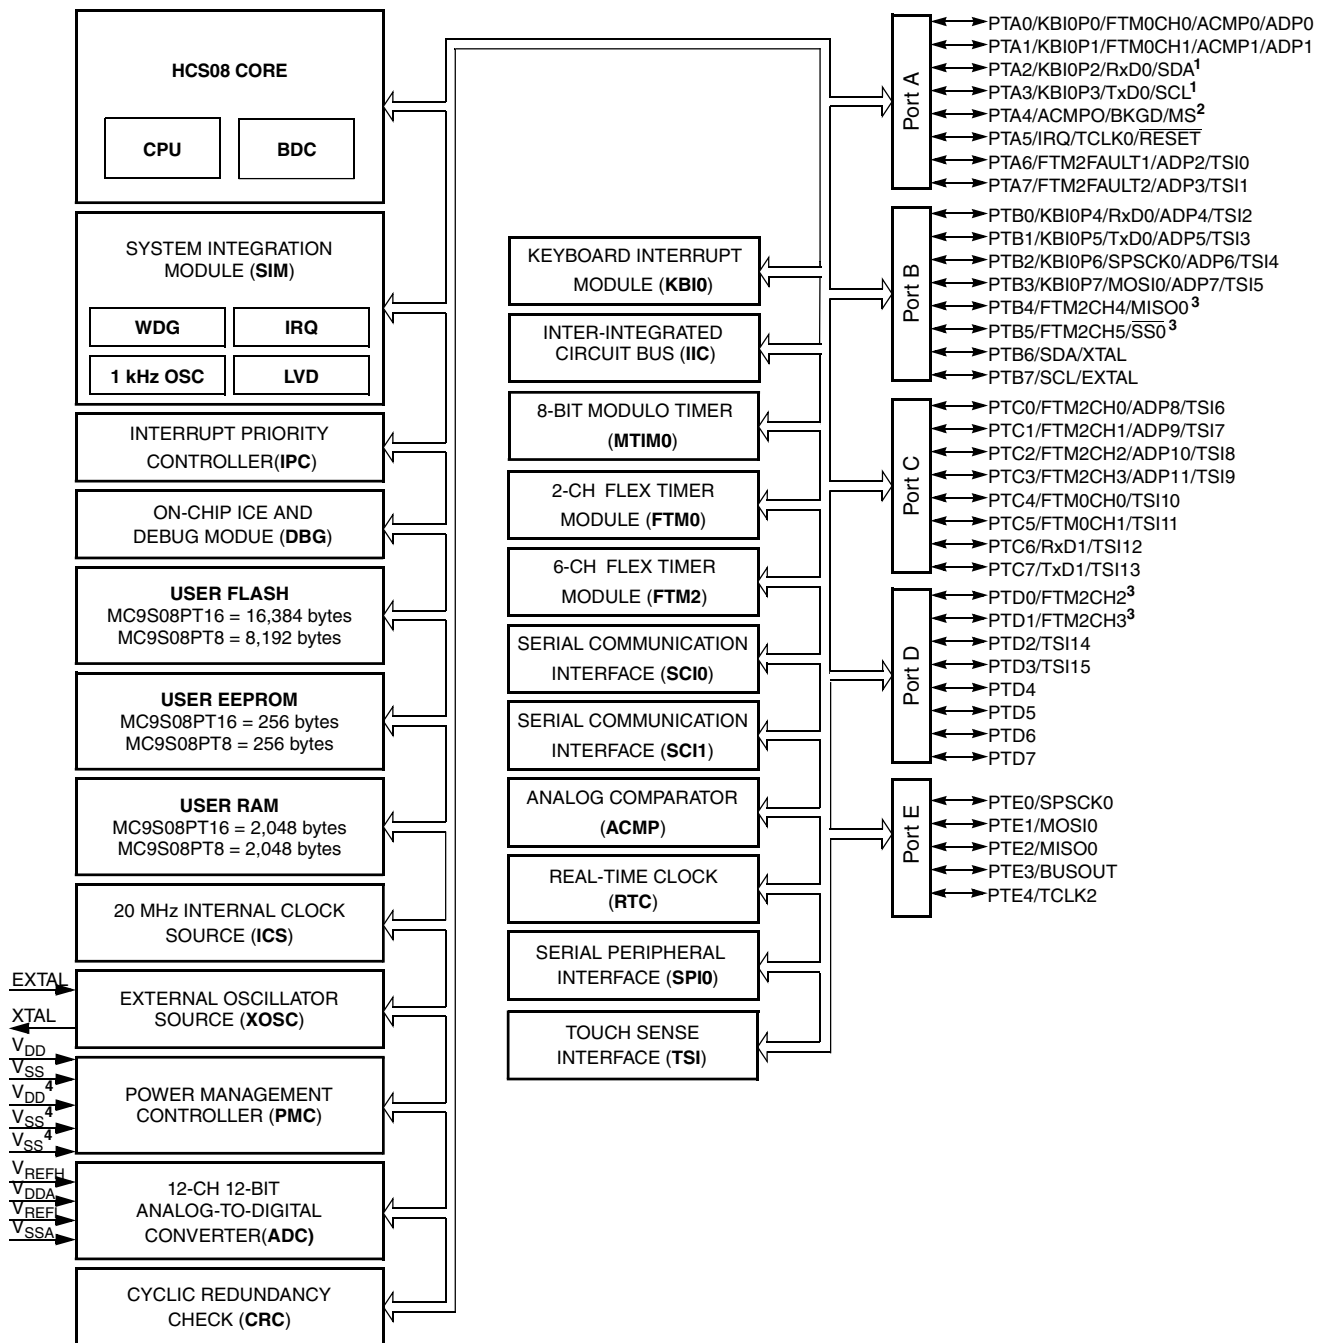 HCS08 CORE
CPU
BDC
SYSTEM INTEGRATION
MODULE (SIM)
WDG
IRQ
1 kHz OSC
LVD
INTERRUPT PRIORITY
CONTROLLER(IPC)
ON-CHIP ICE AND
DEBUG MODUE (DBG)
USER FLASH
MC9S08PT16 = 16,384 bytes
MC9S08PT8 = 8,192 bytes
USER EEPROM
MC9S08PT16 = 256 bytes
MC9S08PT8 = 256 bytes
USER RAM
MC9S08PT16 = 2,048 bytes
MC9S08PT8 = 2,048 bytes
20 MHz INTERNAL CLOCK
SOURCE (ICS)
EXTAL
XTAL
EXTERNAL OSCILLATOR
SOURCE (XOSC)
VDD
VSS
VDD4
VSS4
VSS4
POWER MANAGEMENT
CONTROLLER (PMC)
VREFH
VDDA
VREFL
VSSA
12-CH 12-BIT
ANALOG-TO-DIGITAL
CONVERTER(ADC)
CYCLIC REDUNDANCY
CHECK (CRC)
KEYBOARD INTERRUPT
MODULE (KBI0)
INTER-INTEGRATED
CIRCUIT BUS (IIC)
8-BIT MODULO TIMER
(MTIM0)
2-CH FLEX TIMER
MODULE (FTM0)
6-CH FLEX TIMER
MODULE (FTM2)
SERIAL COMMUNICATION
INTERFACE (SCI0)
SERIAL COMMUNICATION
INTERFACE (SCI1)
ANALOG COMPARATOR
(ACMP)
REAL-TIME CLOCK
(RTC)
SERIAL PERIPHERAL
INTERFACE (SPI0)
TOUCH SENSE
INTERFACE (TSI)
Port A
PTA0/KBI0P0/FTM0CH0/ACMP0/ADP0
PTA1/KBI0P1/FTM0CH1/ACMP1/ADP1
PTA2/KBI0P2/RxD0/SDA1
PTA3/KBI0P3/TxD0/SCL1
PTA4/ACMPO/BKGD/MS2
PTA5/IRQ/TCLK0/RESET
PTA6/FTM2FAULT1/ADP2/TSI0
PTA7/FTM2FAULT2/ADP3/TSI1
Port B
PTB0/KBI0P4/RxD0/ADP4/TSI2
PTB1/KBI0P5/TxD0/ADP5/TSI3
PTB2/KBI0P6/SPSCK0/ADP6/TSI4
PTB3/KBI0P7/MOSI0/ADP7/TSI5
PTB4/FTM2CH4/MISO0 3
PTB5/FTM2CH5/SS0 3
PTB6/SDA/XTAL
PTB7/SCL/EXTAL
Port C
PTC0/FTM2CH0/ADP8/TSI6
PTC1/FTM2CH1/ADP9/TSI7
PTC2/FTM2CH2/ADP10/TSI8
PTC3/FTM2CH3/ADP11/TSI9
PTC4/FTM0CH0/TSI10
PTC5/FTM0CH1/TSI11
PTC6/RxD1/TSI12
PTC7/TxD1/TSI13
Port D
PTD0/FTM2CH23
PTD1/FTM2CH33
PTD2/TSI14
PTD3/TSI15
PTD4
PTD5
PTD6
PTD7
Port E
PTE0/SPSCK0
PTE1/MOSI0
PTE2/MISO0
PTE3/BUSOUT
PTE4/TCLK2